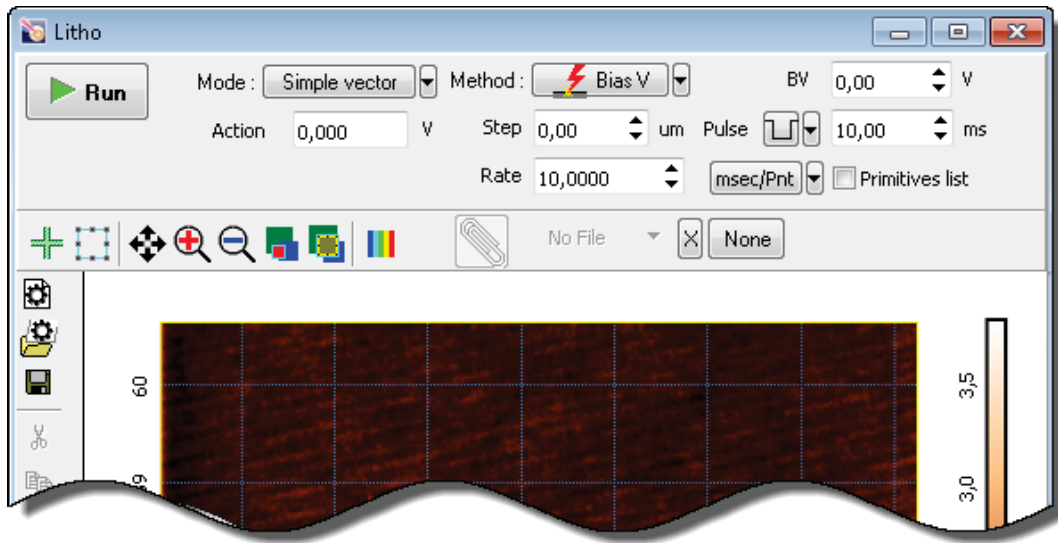 Litho
Run Mode : Simple vector Method : Bias V BV 0,00 V
Action 0,000 V Step 0,00 um Pulse 10,00 ms
Rate 10,0000 msec/Pnt Primitives list
No File X None
60
3,5
3,0